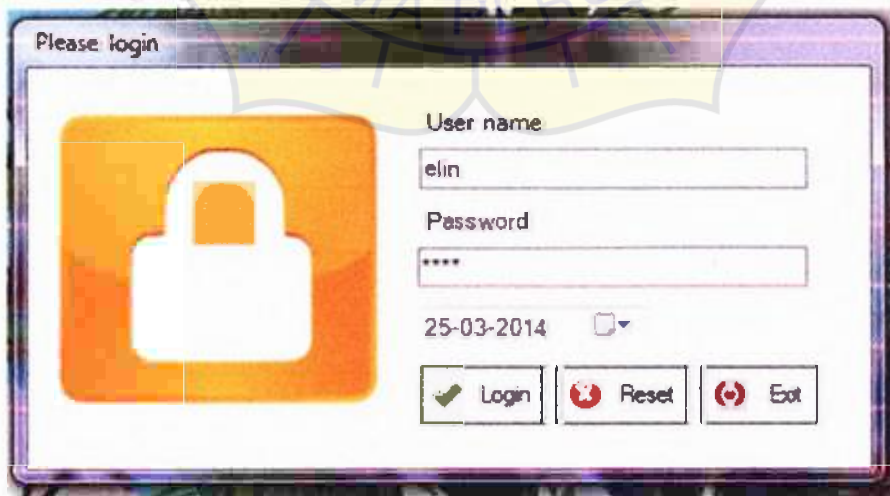 Please login
User name
elin
Password
****
25-03-2014
Login Reset Exit